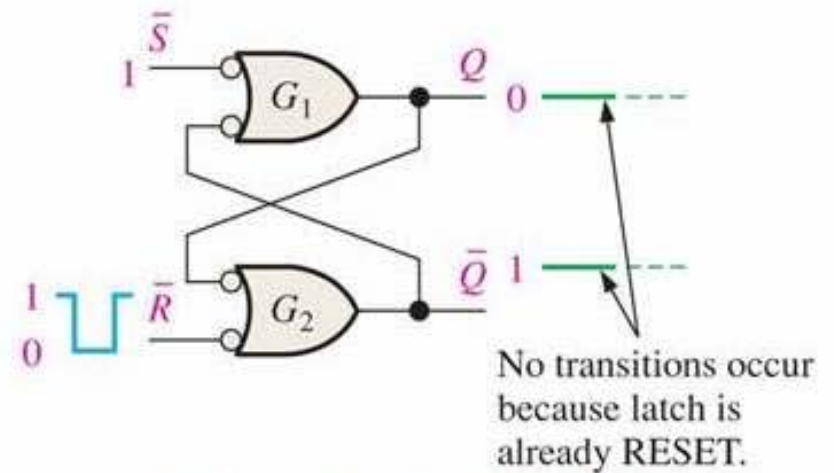 S̄
1
G₁
Q
0
Q̄ 1
1
0
R̄
G₂
No transitions occur
because latch is
already RESET.